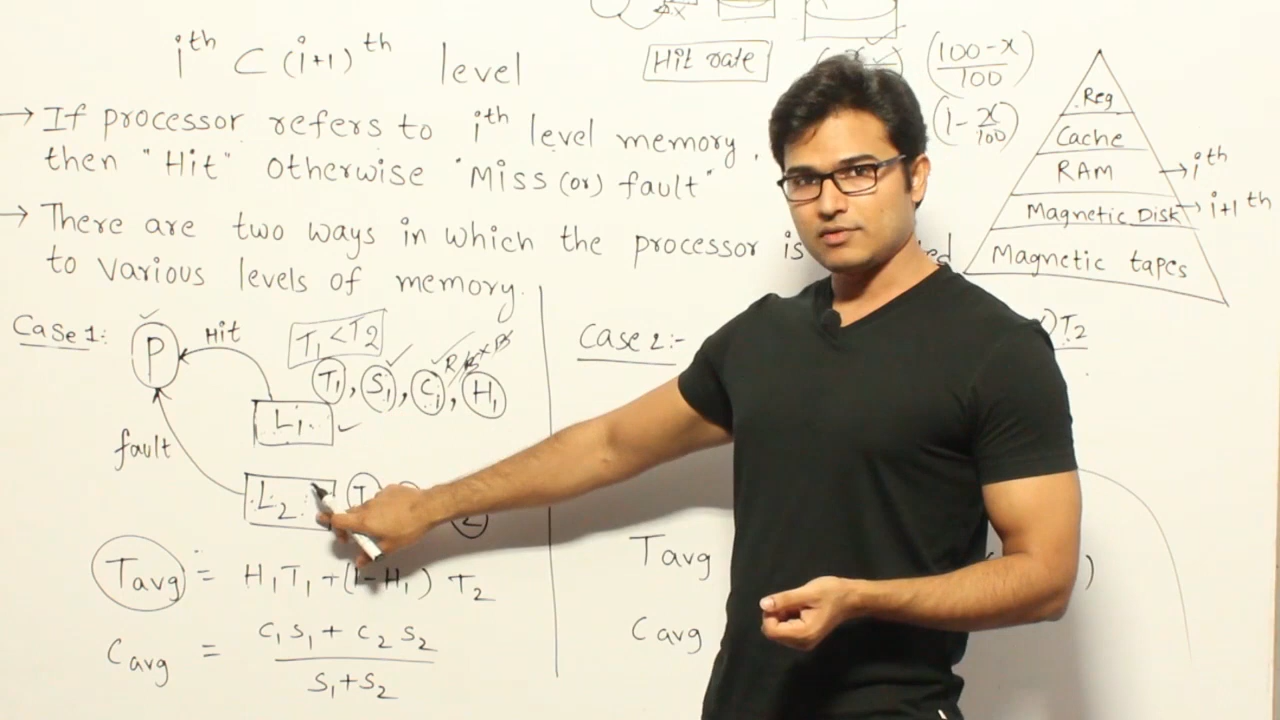 iᵗʰ C (i+1)ᵗʰ level
Hit rate
(100-x)/100
(1-x/100)
→ If processor refers to iᵗʰ level memory,
then "Hit" otherwise "Miss (or) fault"
→ There are two ways in which the processor is
to various levels of memory.
Reg
Cache
RAM → iᵗʰ
Magnetic Disk → i+1 th
Magnetic tapes
Case 1:
P
Hit
T₁ < T₂
T₁, S₁, C₁, H₁
L₁
fault
L₂
Tavg = H₁T₁ + (1-H₁) T₂
Cavg = (C₁S₁ + C₂S₂)/(S₁+S₂)
Case 2:-
T₂
Tavg
Cavg